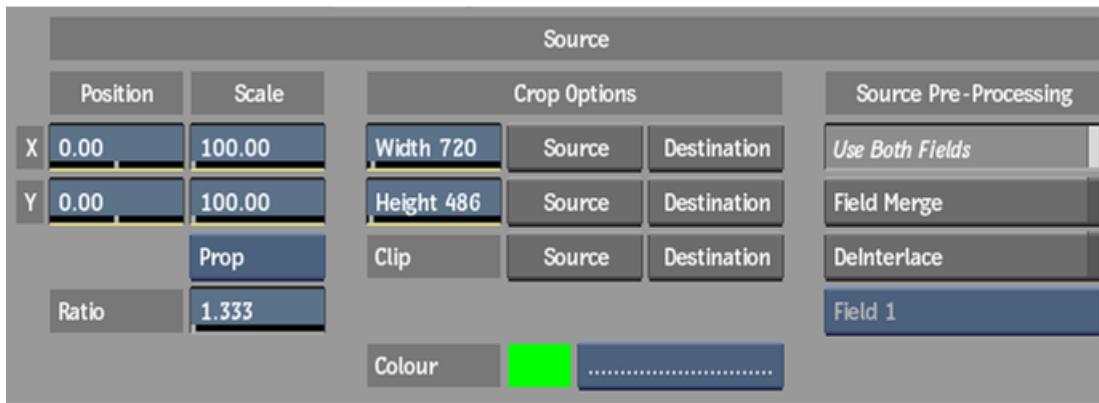 Source
Position Scale Crop Options Source Pre-Processing
X 0.00 100.00 Width 720 Source Destination Use Both Fields
Y 0.00 100.00 Height 486 Source Destination Field Merge
Prop Clip Source Destination DeInterlace
Ratio 1.333 Field 1
Colour ............................